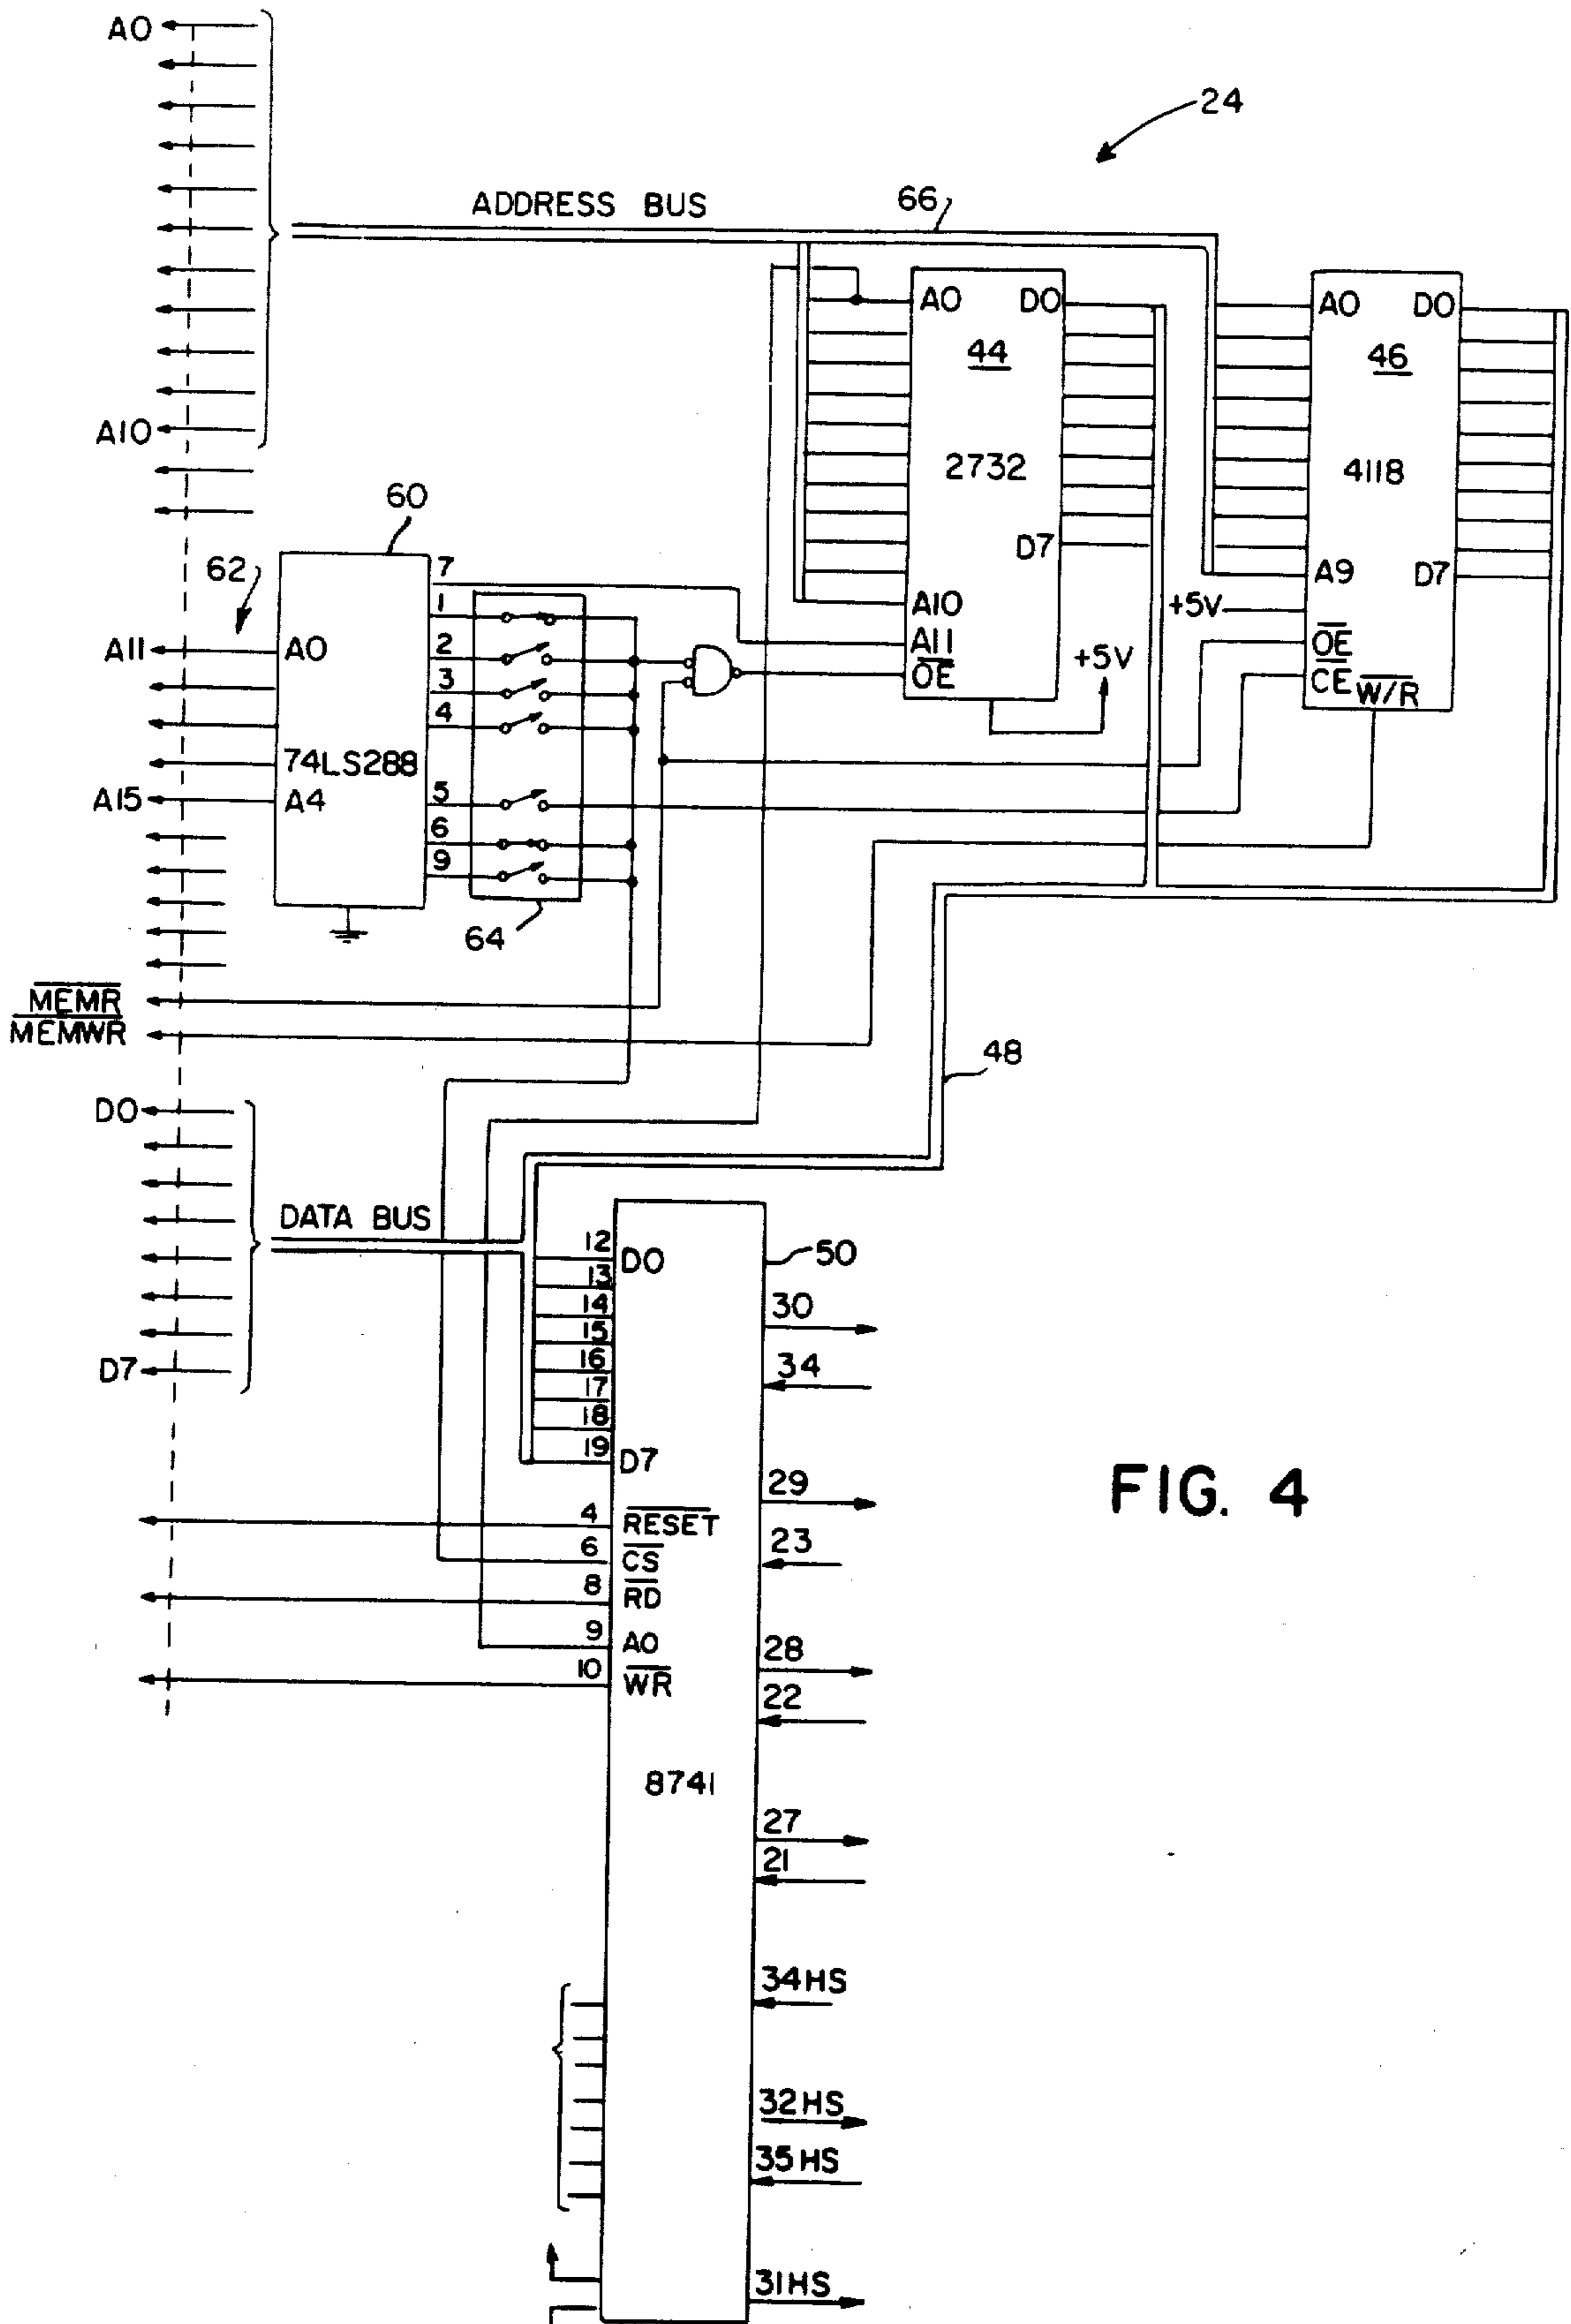 A0
24
ADDRESS BUS
66
A0 D0
44
2732
D7
A10
A11
OE
+5V
A0 D0
46
4118
A9 D7
+5V
OE
CE W/R
A10
60
62
7
1
2
3
4
5
6
9
A11
A0
74LS288
A15
A4
64
MEMR
MEMWR
48
D0
DATA BUS
D7
12
13
14
15
16
17
18
19
D0
D7
50
30
34
29
23
28
22
27
21
34HS
32HS
35HS
31HS
4 RESET
6 CS
8 RD
9 A0
10 WR
8741
FIG. 4